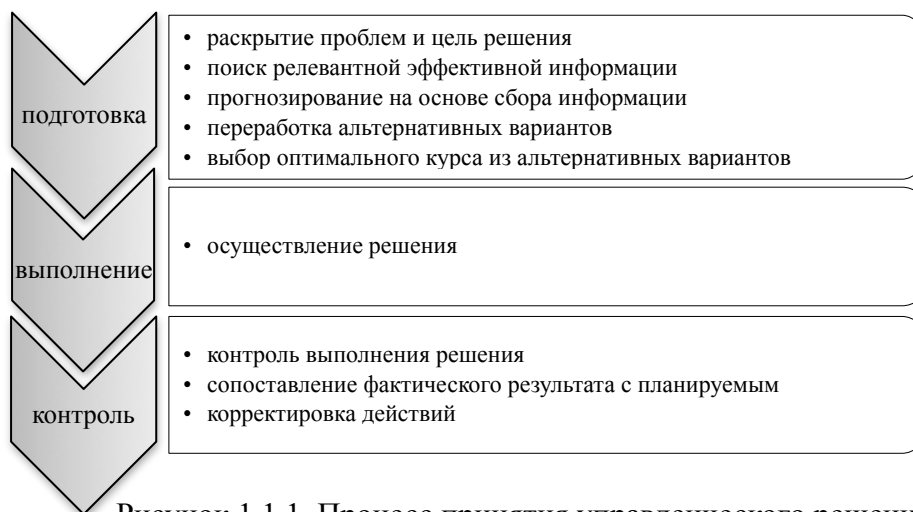 подготовка
• раскрытие проблем и цель решения
• поиск релевантной эффективной информации
• прогнозирование на основе сбора информации
• переработка альтернативных вариантов
• выбор оптимального курса из альтернативных вариантов
выполнение
• осуществление решения
контроль
• контроль выполнения решения
• сопоставление фактического результата с планируемым
• корректировка действий
Рисунок 1.1.1. Процесс принятия управленческого